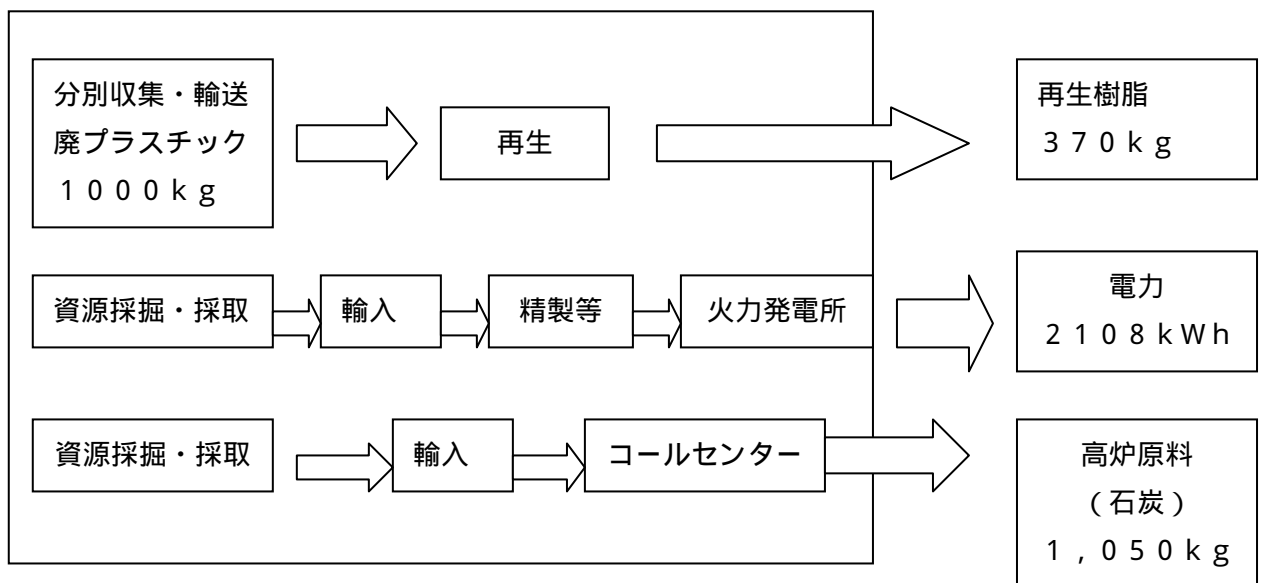 分別収集・輸送
廃プラスチック
1000kg
再生
再生樹脂
370kg
資源採掘・採取
輸入
精製等
火力発電所
電力
2108kWh
資源採掘・採取
輸入
コールセンター
高炉原料
(石炭)
1,050kg